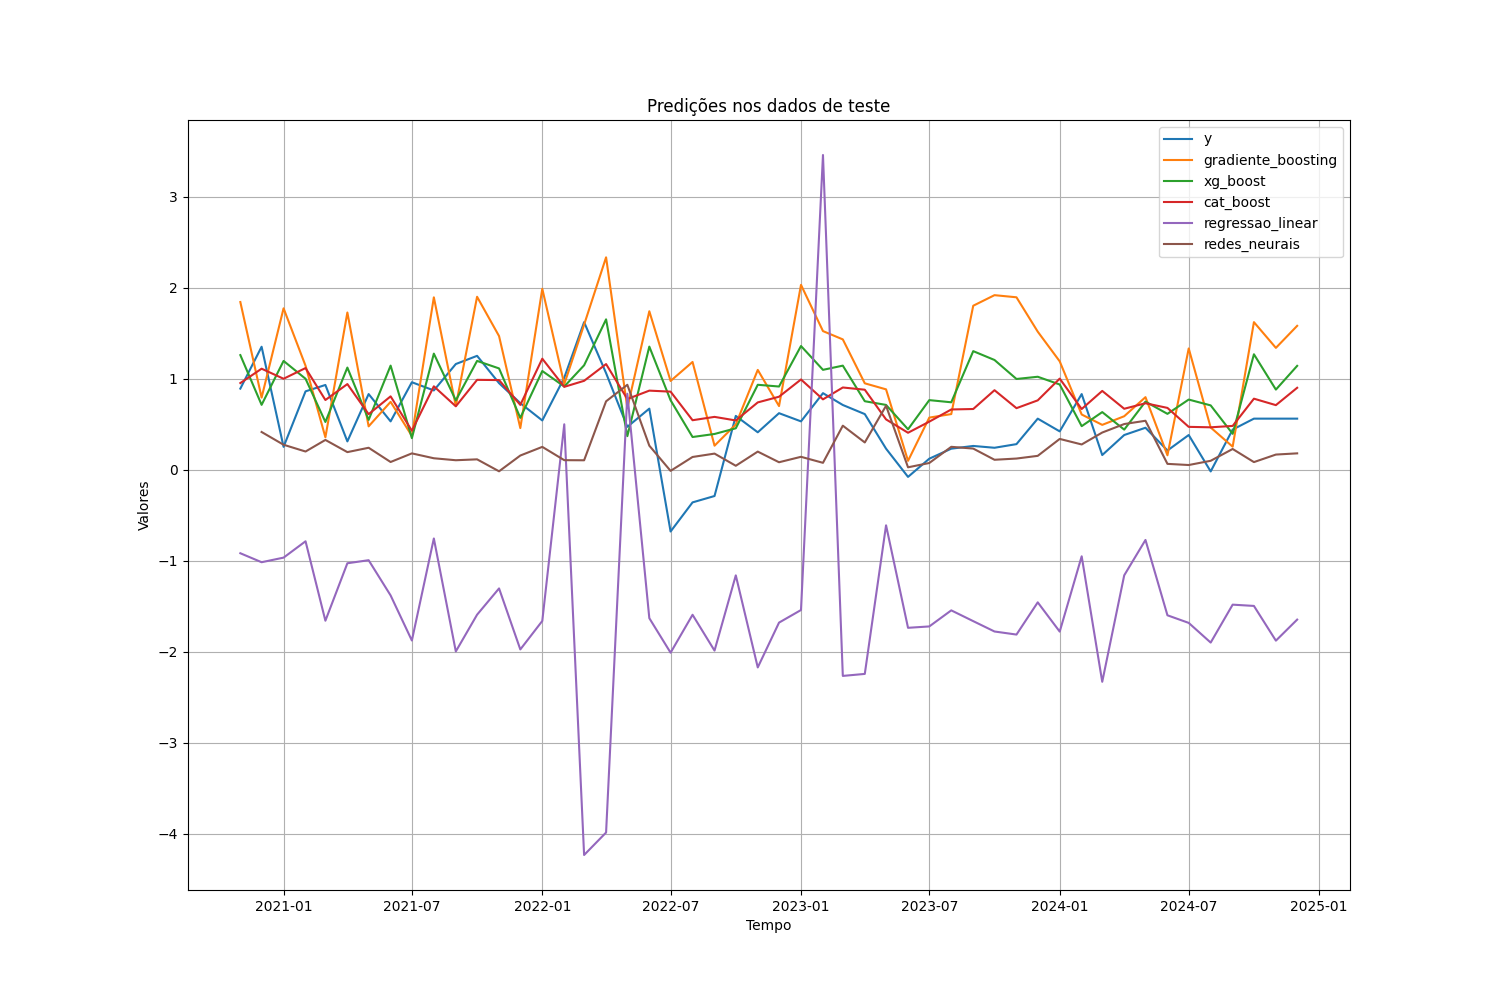 Predições nos dados de teste
y
gradiente_boosting
xg_boost
cat_boost
regressao_linear
redes_neurais
Valores
3
2
1
0
−1
−2
−3
−4
2021-01 2021-07 2022-01 2022-07 2023-01 2023-07 2024-01 2024-07 2025-01
Tempo